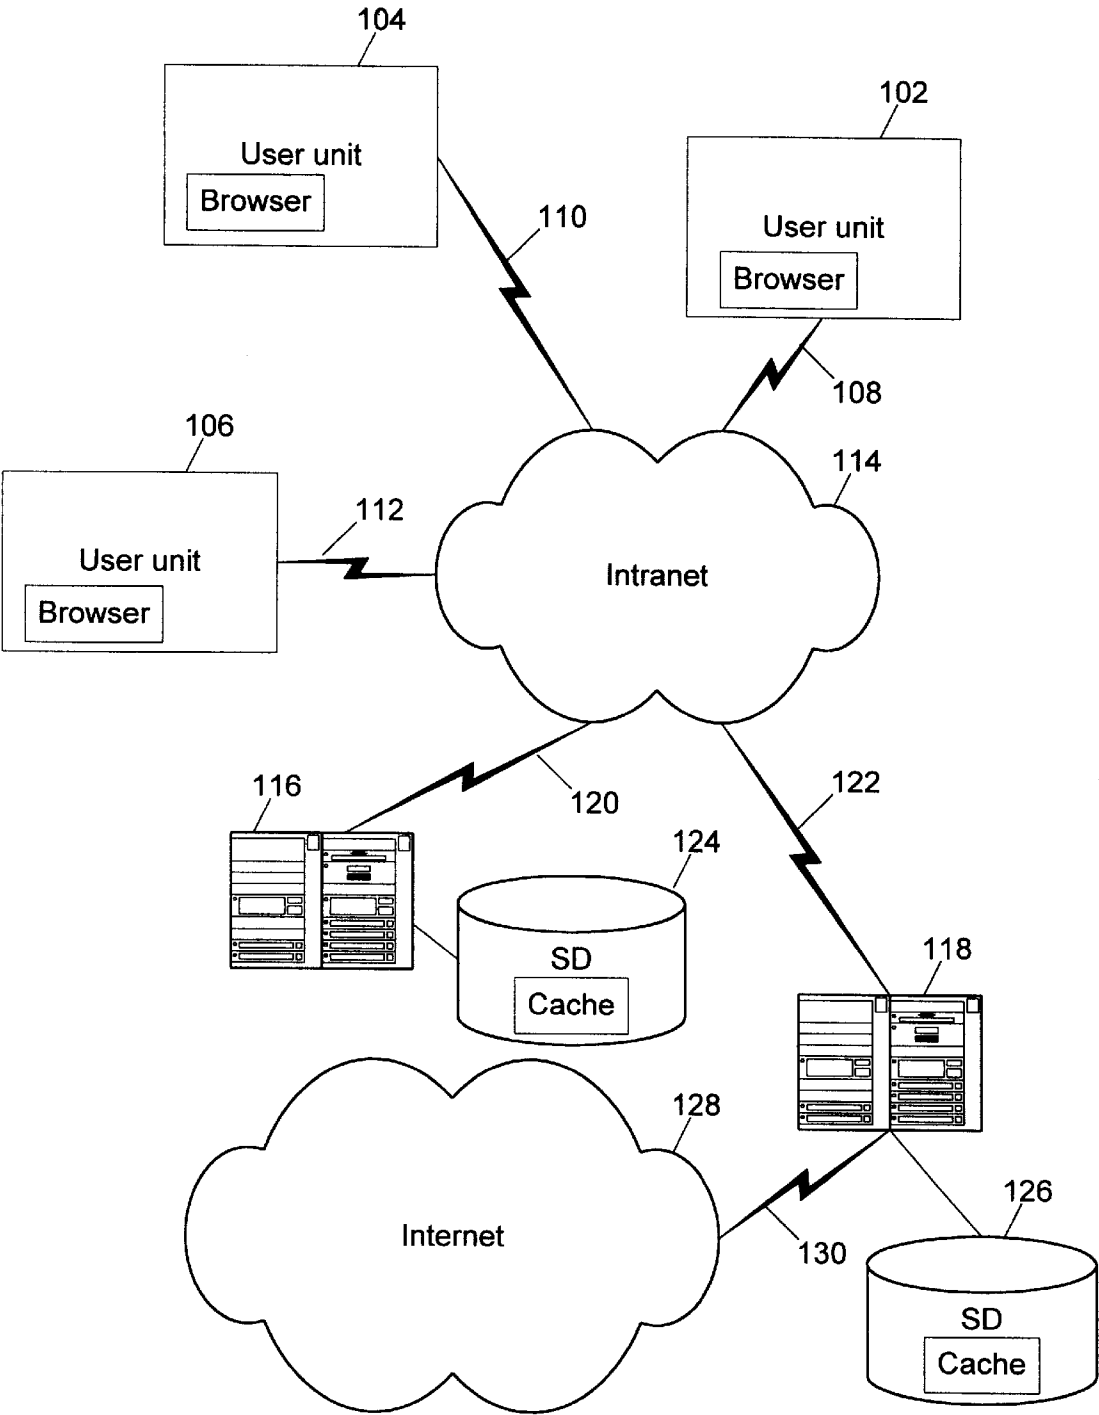 104
102
User unit
Browser
110
User unit
Browser
108
106
114
112
User unit
Browser
Intranet
116
120
122
124
SD
Cache
118
128
126
Internet
130
SD
Cache